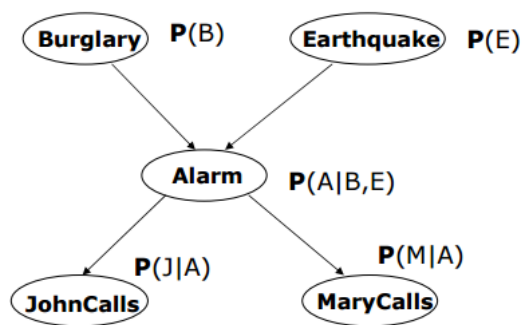 Burglary P(B)
Earthquake P(E)
Alarm
P(A|B,E)
P(J|A)
P(M|A)
JohnCalls
MaryCalls